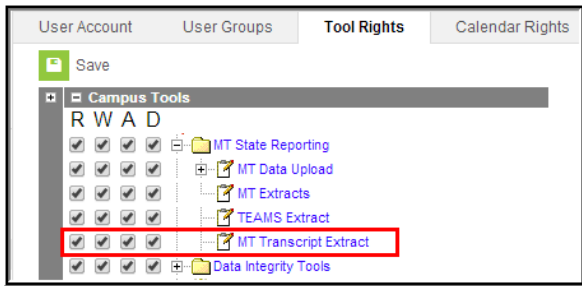 User Account User Groups Tool Rights Calendar Rights
Save
Campus Tools
R W A D
MT State Reporting
MT Data Upload
MT Extracts
TEAMS Extract
MT Transcript Extract
Data Integrity Tools